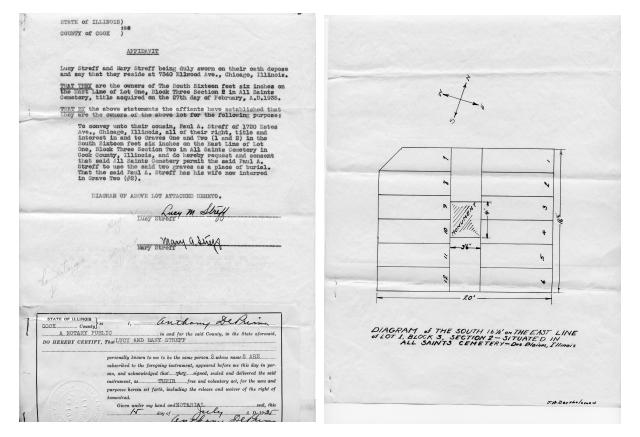 STATE OF ILLINOIS)
COUNTY OF COOK ) SS
AFFIDAVIT
Lucy Streff and Mary Streff being duly sworn on their oath depose
and say that they reside at 7340 Ellwood Ave., Chicago, Illinois.
THAT THEY are the owners of The South Sixteen feet six inches on
the East Line of Lot One, Block Three Section 2 in All Saints
Cemetery, title acquired on the 27th day of February, A.D.1935.
THAT BY the above statements the affiants have established that
they are the owners of the above lot for the following purpose:
To convey unto their cousin, Paul A. Streff of 1720 Estes
Ave., Chicago, Illinois, all of their right, title and
interest in and to Graves One and Two (1 and 2) in the
South Sixteen feet six inches on the East Line of Lot
One, Block Three Section Two in All Saints Cemetery in
Cook County, Illinois, and do hereby request and consent
that said All Saints Cemetery permit the said Paul A.
Streff to use the said two graves as a place of burial.
That the said Paul A. Streff has his wife now interred
in Grave Two (#2).
DIAGRAM OF ABOVE LOT ATTACHED HERETO.
Lucy M Streff
Lucy Streff
Mary A. Streff
Mary Streff
STATE OF ILLINOIS
COOK County
I, Anthony De
A NOTARY PUBLIC in and for the said County, in the State aforesaid,
DO HEREBY CERTIFY, That LUCY AND MARY STREFF
personally known to me to be the same person S whose name S ARE
subscribed to the foregoing instrument, appeared before me this day in per-
son, and acknowledged that they signed, sealed and delivered the said
instrument, as THEIR free and voluntary act, for the uses and
purposes herein set forth, including the release and waiver of the right of
homestead.
Given under my hand and NOTARIAL seal, this
15 day of July
N
S
7 1
8 2
9 3
10 4
11 5
12 6
MONUMENT
36"
20'
DIAGRAM of THE SOUTH 16½' on THE EAST LINE
of LOT 1, BLOCK 3, SECTION 2 - SITUATED IN
ALL SAINTS CEMETERY - Des Plaines, Illinois